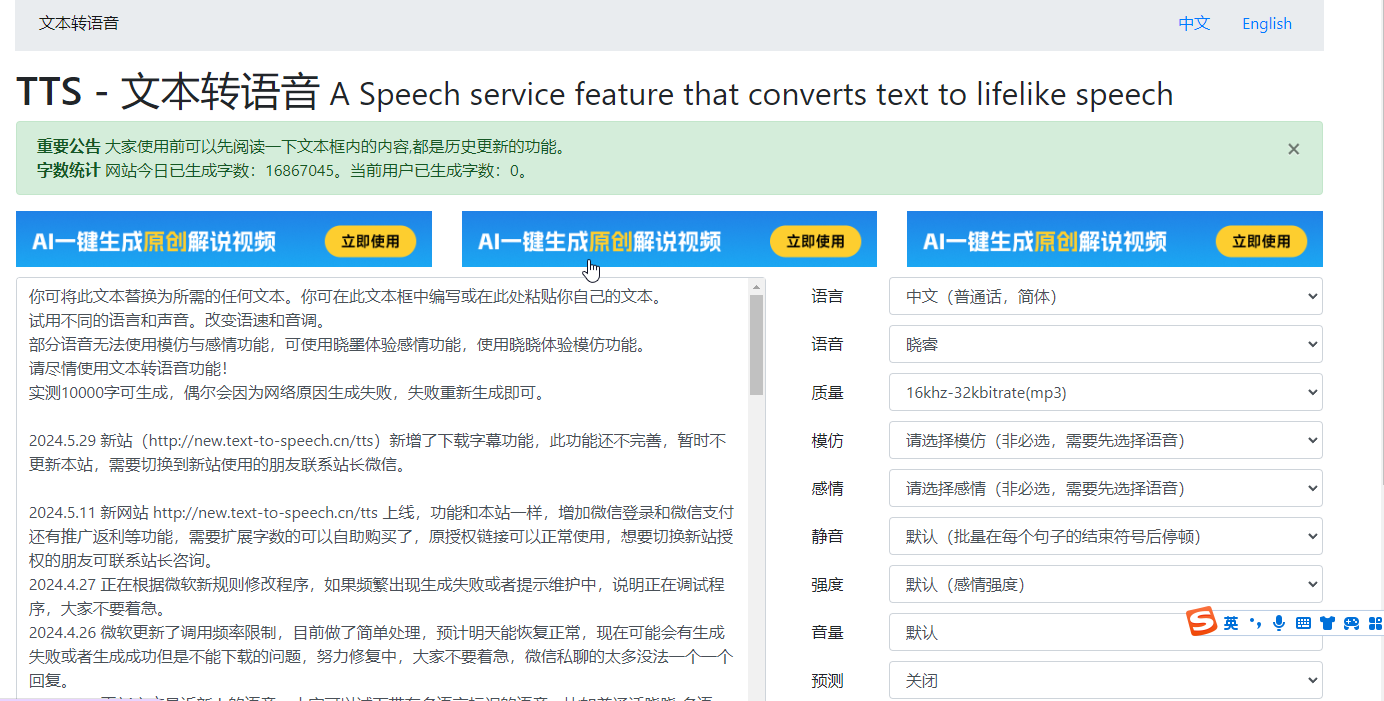 文本转语音
中文 English
TTS - 文本转语音 A Speech service feature that converts text to lifelike speech
重要公告 大家使用前可以先阅读一下文本框内的内容,都是历史更新的功能。
×
字数统计 网站今日已生成字数：16867045。当前用户已生成字数：0。
AI一键生成原创解说视频 立即使用
AI一键生成原创解说视频 立即使用
AI一键生成原创解说视频 立即使用
你可将此文本替换为所需的任何文本。你可在此文本框中编写或在此处粘贴你自己的文本。
试用不同的语言和声音。改变语速和音调。
部分语音无法使用模仿与感情功能，可使用晓墨体验感情功能，使用晓晓体验模仿功能。
请尽情使用文本转语音功能！
实测10000字可生成，偶尔会因为网络原因生成失败，失败重新生成即可。
2024.5.29 新站（http://new.text-to-speech.cn/tts）新增了下载字幕功能，此功能还不完善，暂时不
更新本站，需要切换到新站使用的朋友联系站长微信。
2024.5.11 新网站 http://new.text-to-speech.cn/tts 上线，功能和本站一样，增加微信登录和微信支付
还有推广返利等功能，需要扩展字数的可以自助购买了，原授权链接可以正常使用，想要切换新站授
权的朋友可联系站长咨询。
2024.4.27 正在根据微软新规则修改程序，如果频繁出现生成失败或者提示维护中，说明正在调试程
序，大家不要着急。
2024.4.26 微软更新了调用频率限制，目前做了简单处理，预计明天能恢复正常，现在可能会有生成
失败或者生成成功但是不能下载的问题，努力修复中，大家不要着急，微信私聊的太多没法一个一个
回复。
语言 中文（普通话，简体）
语音 晓睿
质量 16khz-32kbitrate(mp3)
模仿 请选择模仿（非必选，需要先选择语音）
感情 请选择感情（非必选，需要先选择语音）
静音 默认（批量在每个句子的结束符号后停顿）
强度 默认（感情强度）
音量 默认
预测 关闭
S 英